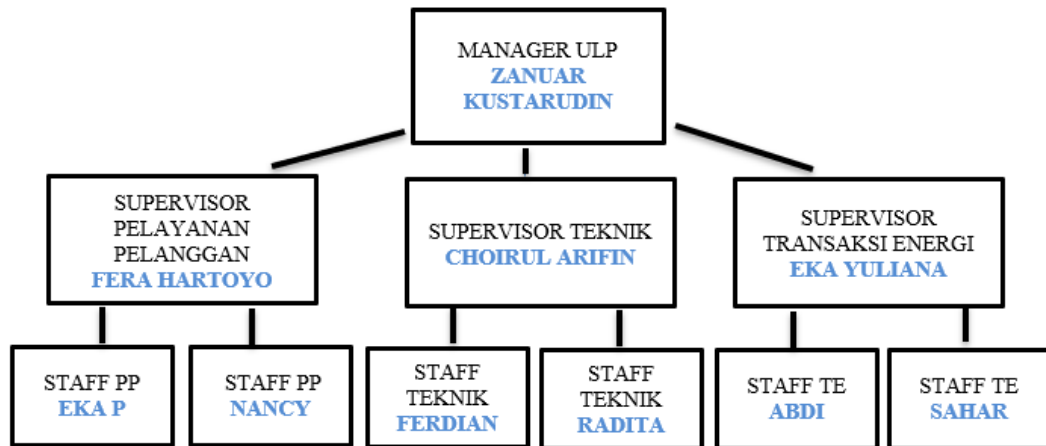 MANAGER ULP
ZANUAR
KUSTARUDIN
SUPERVISOR
PELAYANAN
PELANGGAN
FERA HARTOYO
SUPERVISOR TEKNIK
CHOIRUL ARIFIN
SUPERVISOR
TRANSAKSI ENERGI
EKA YULIANA
STAFF PP
EKA P
STAFF PP
NANCY
STAFF
TEKNIK
FERDIAN
STAFF
TEKNIK
RADITA
STAFF TE
ABDI
STAFF TE
SAHAR